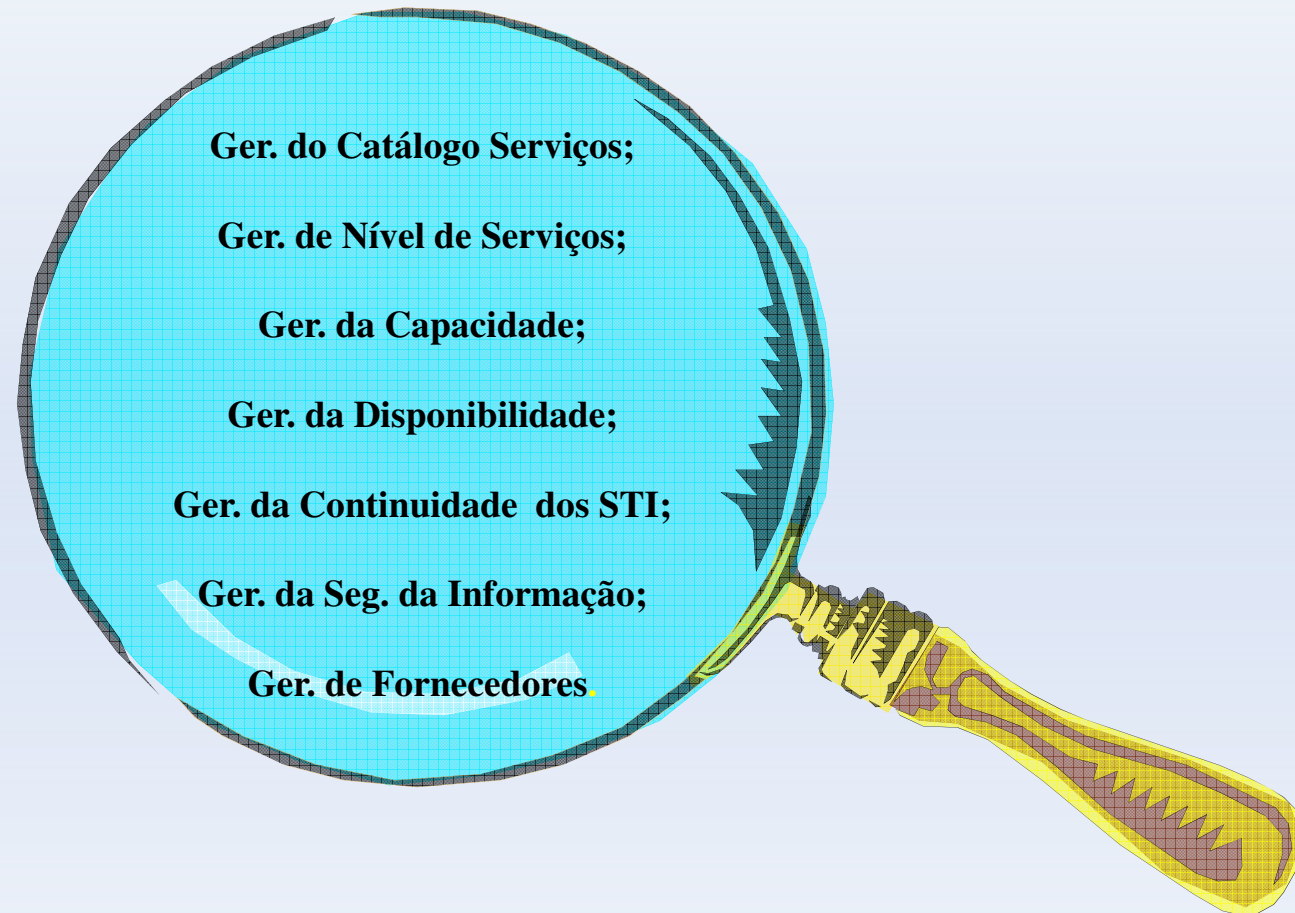 Ger. do Catálogo Serviços;
Ger. de Nível de Serviços;
Ger. da Capacidade;
Ger. da Disponibilidade;
Ger. da Continuidade dos STI;
Ger. da Seg. da Informação;
Ger. de Fornecedores.